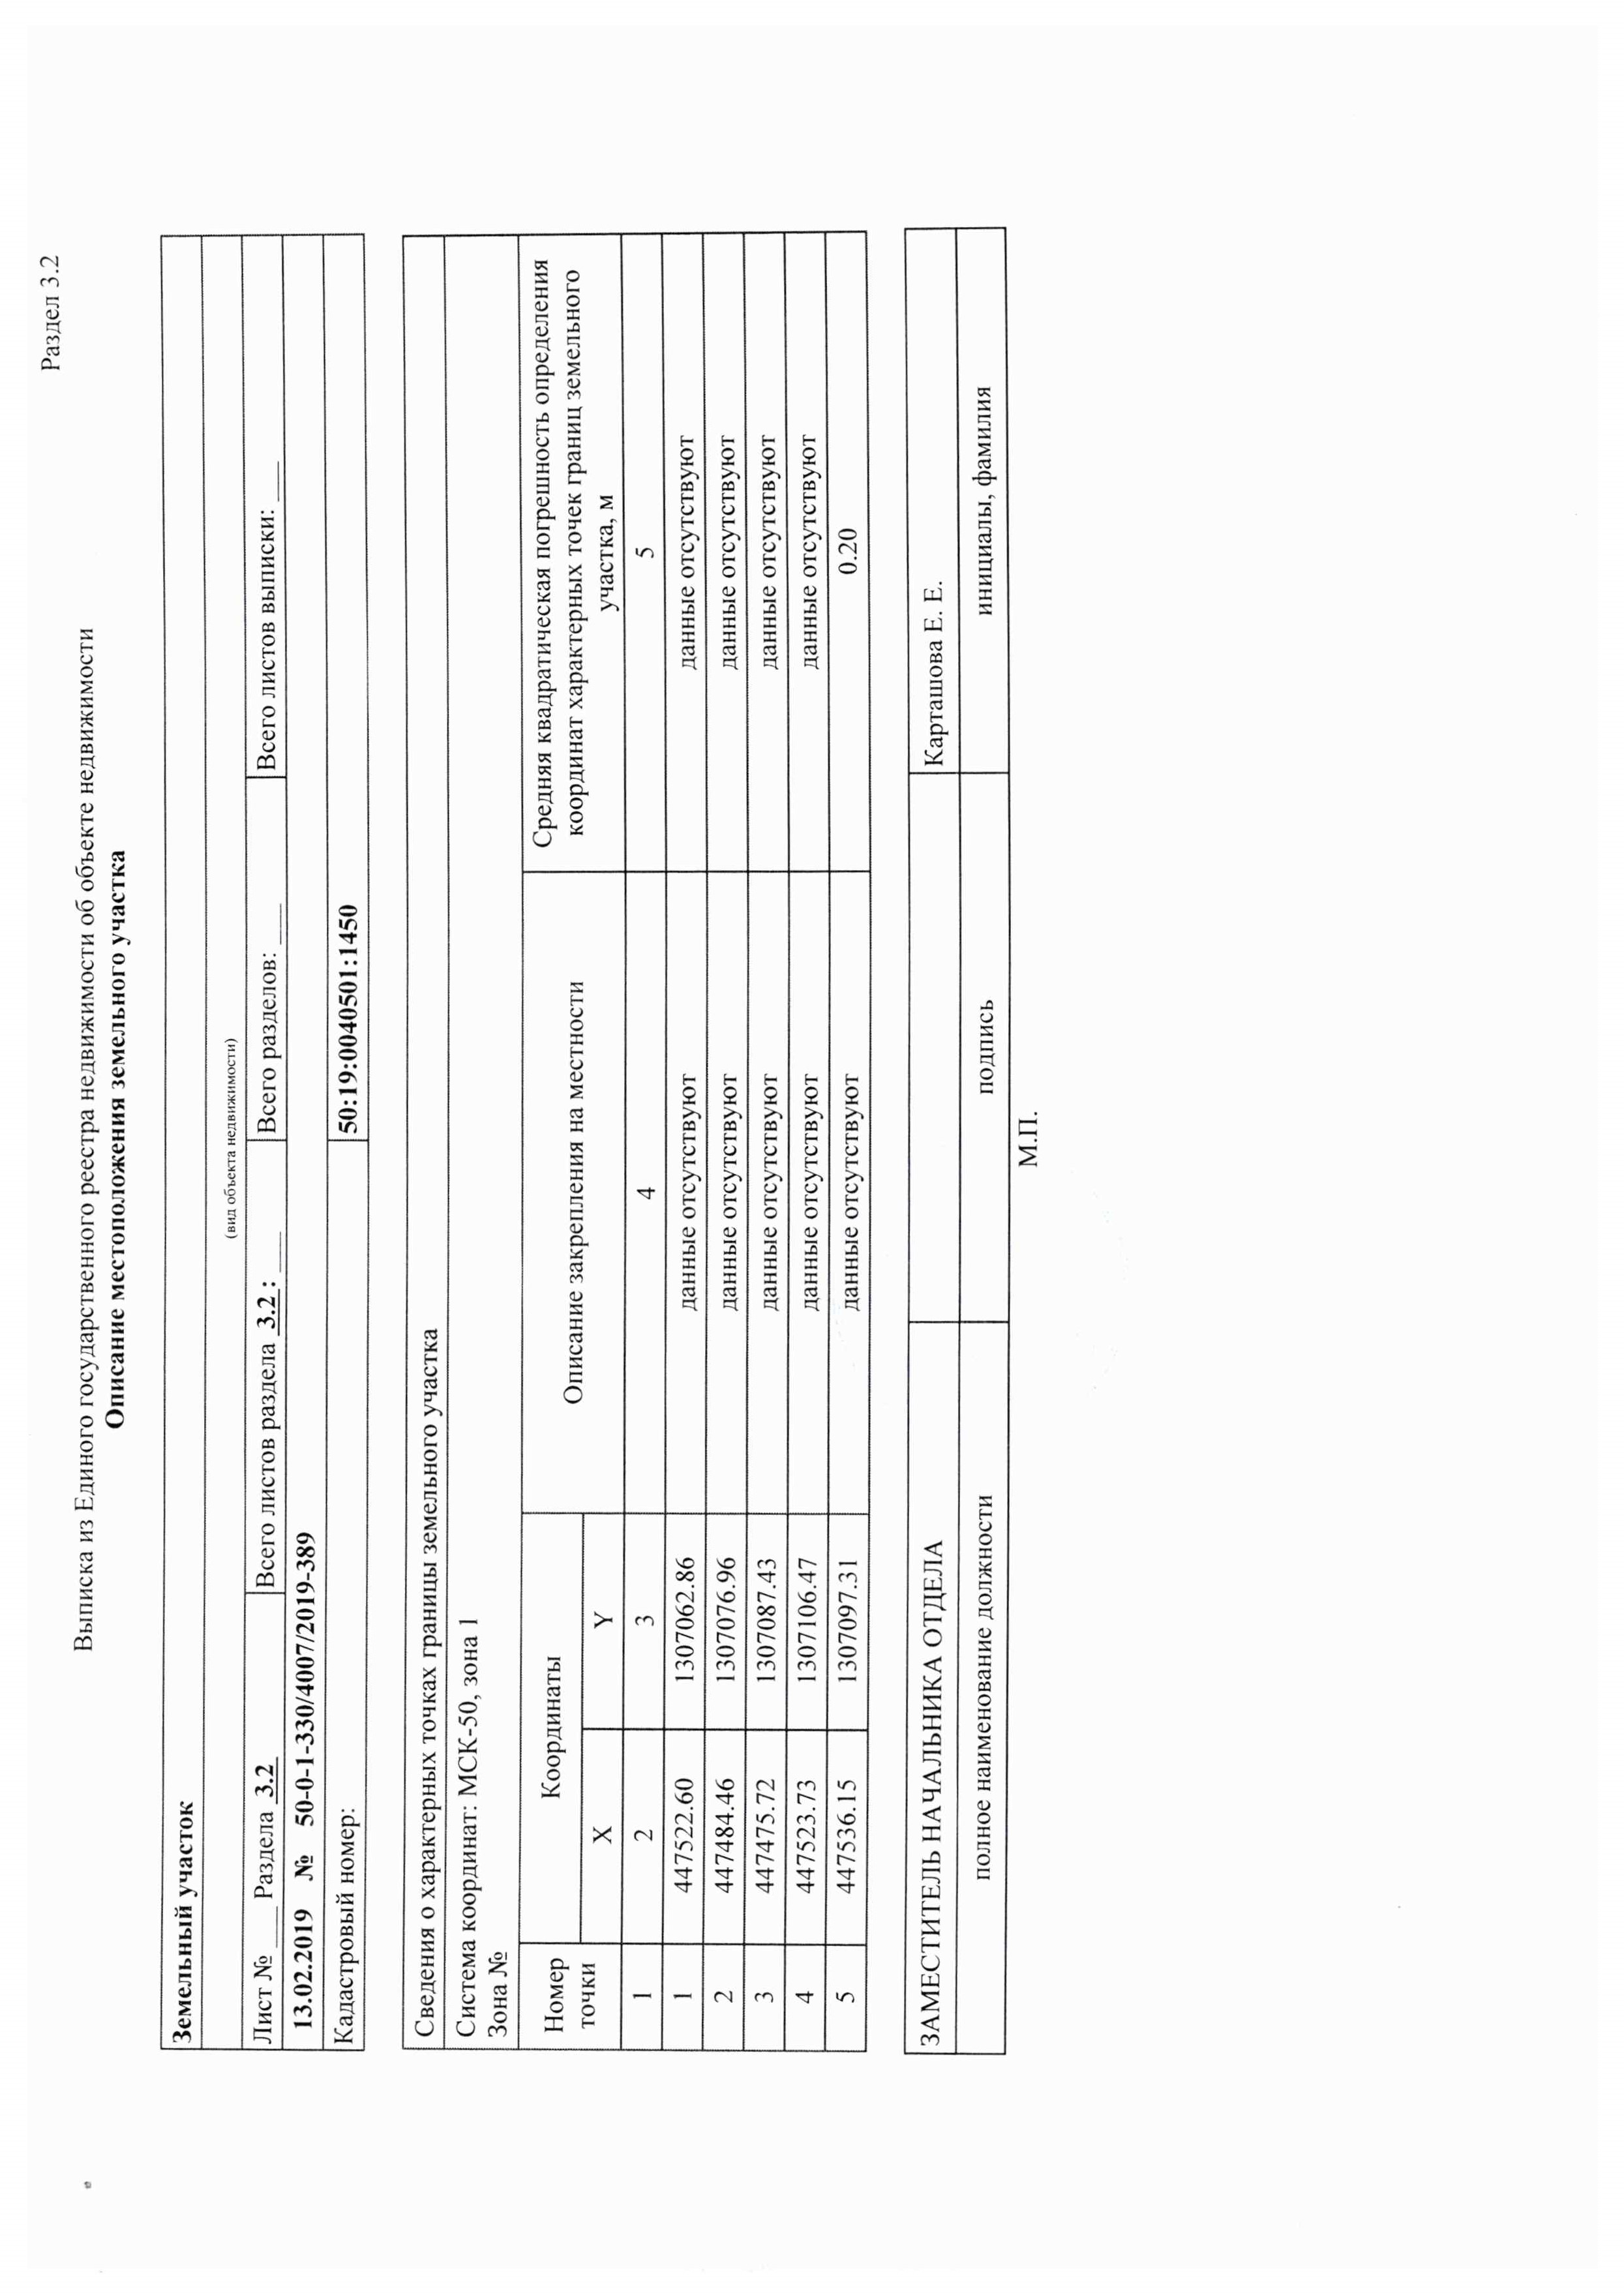 Раздел 3.2
Выписка из Единого государственного реестра недвижимости об объекте недвижимости
Описание местоположения земельного участка
Земельный участок
(вид объекта недвижимости)
Лист № ___ Раздела 3.2 Всего листов раздела 3.2 : ___ Всего разделов: ___ Всего листов выписки: ___
13.02.2019 № 50-0-1-330/4007/2019-389
Кадастровый номер: 50:19:0040501:1450
Сведения о характерных точках границы земельного участка
Система координат: МСК-50, зона 1
Зона №
Номер точки Координаты Описание закрепления на местности Средняя квадратическая погрешность определения
координат характерных точек границ земельного
участка, м
X Y
1 2 3 4 5
1 447522.60 1307062.86 данные отсутствуют данные отсутствуют
2 447484.46 1307076.96 данные отсутствуют данные отсутствуют
3 447475.72 1307087.43 данные отсутствуют данные отсутствуют
4 447523.73 1307106.47 данные отсутствуют данные отсутствуют
5 447536.15 1307097.31 данные отсутствуют 0.20
ЗАМЕСТИТЕЛЬ НАЧАЛЬНИКА ОТДЕЛА Карташова Е. Е.
полное наименование должности подпись инициалы, фамилия
М.П.